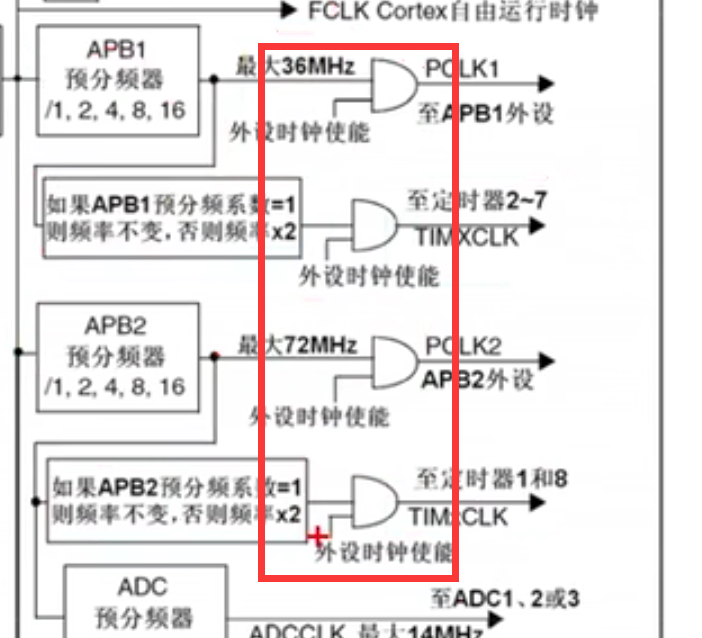 FCLK Cortex自由运行时钟
APB1
预分频器
/1, 2, 4, 8, 16
最大36MHz
PCLK1
外设时钟使能
至APB1外设
如果APB1预分频系数=1
则频率不变,否则频率x2
至定时器2~7
TIMXCLK
外设时钟使能
APB2
预分频器
/1, 2, 4, 8, 16
最大72MHz
PCLK2
APB2外设
外设时钟使能
如果APB2预分频系数=1
则频率不变,否则频率x2
至定时器1和8
TIMxCLK
外设时钟使能
ADC
预分频器
至ADC1、2或3
ADCCLK 最大14MHz